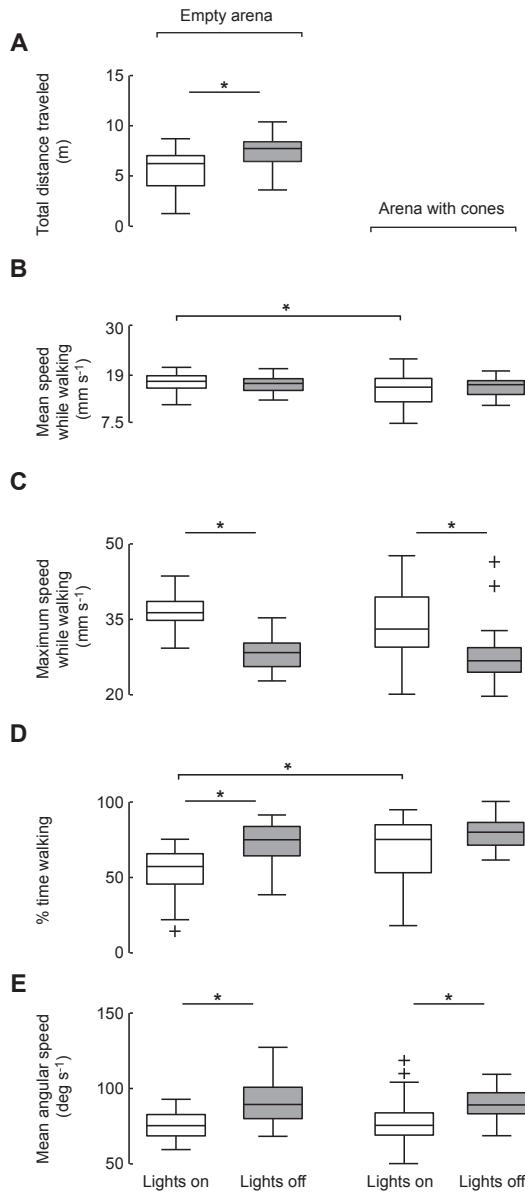 Empty arena
A
Total distance traveled
(m)
15
10
5
0
*
Arena with cones
B
Mean speed
while walking
(mm s-1)
30
19
7.5
*
C
Maximum speed
while walking
(mm s-1)
50
35
20
*
*
D
% time walking
100
50
0
*
*
E
Mean angular speed
(deg s-1)
150
100
50
*
*
Lights on Lights off Lights on Lights off